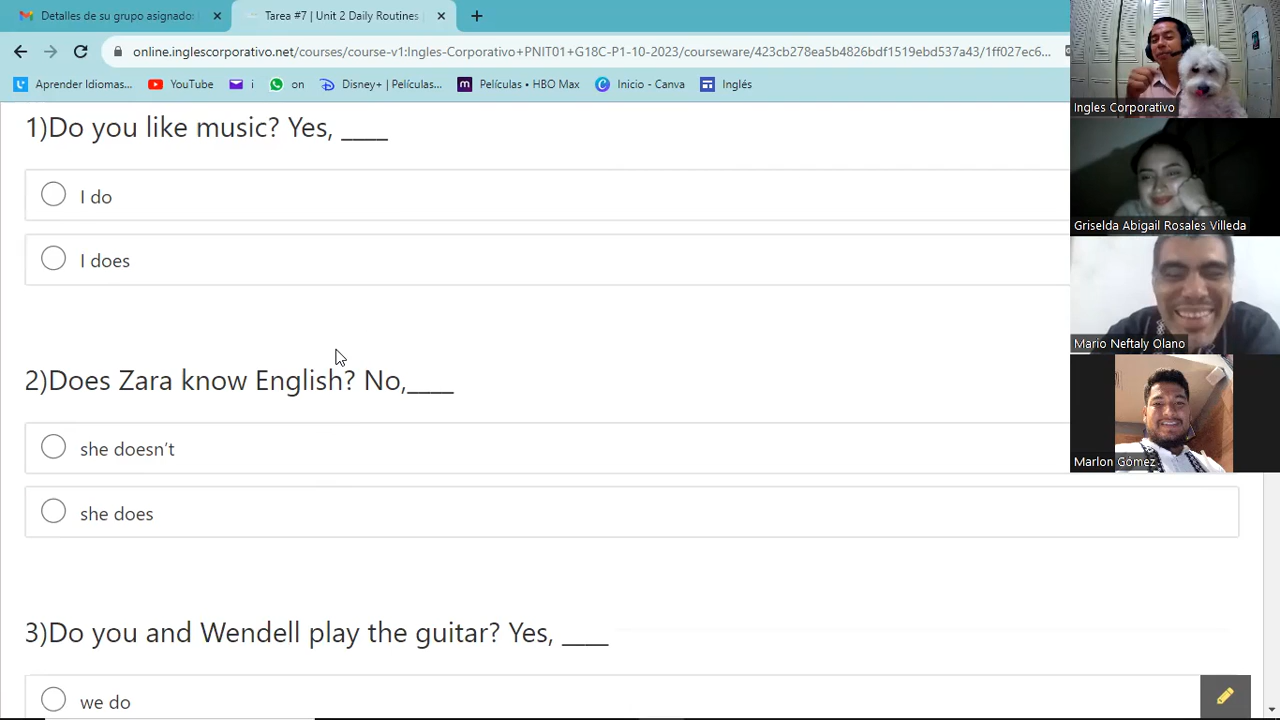 Detalles de su grupo asignado:
Tarea #7 | Unit 2 Daily Routines
online.inglescorporativo.net/courses/course-v1:Ingles-Corporativo+INIT01+G18C-P1-10-2023/courseware/423cb278ea5b4826bdf1519ebd537a43/1ff027ec6...
Aprender Idiomas...
YouTube
i
on
Disney+ | Películas...
Películas • HBO Max
Inicio - Canva
Inglés
1)Do you like music? Yes, ____
I do
I does
2)Does Zara know English? No,____
she doesn't
she does
3)Do you and Wendell play the guitar? Yes, ____
we do
Ingles Corporativo
Griselda Abigail Rosales Villeda
Mario Neftaly Olano
Marlon Gómez